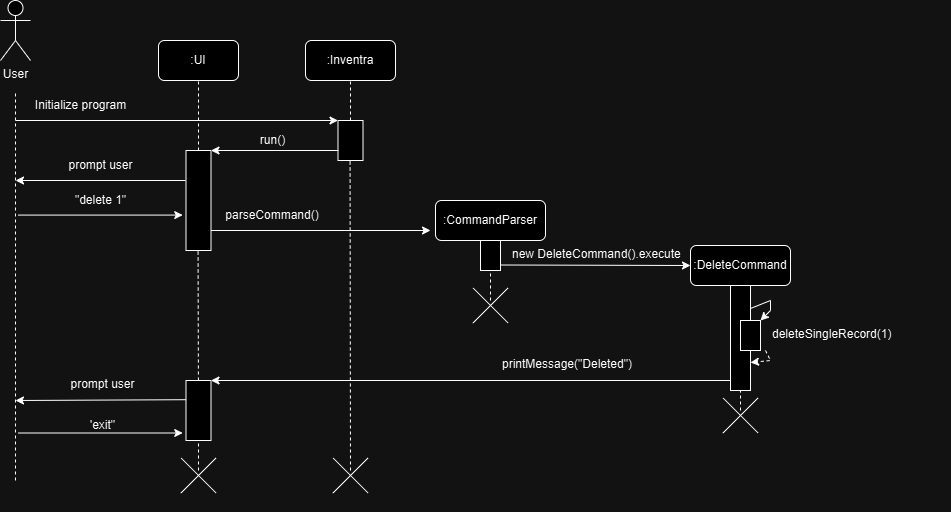 User
:UI
:Inventra
Initialize program
run()
prompt user
"delete 1"
parseCommand()
:CommandParser
new DeleteCommand().execute
:DeleteCommand
deleteSingleRecord(1)
printMessage("Deleted")
prompt user
'exit"